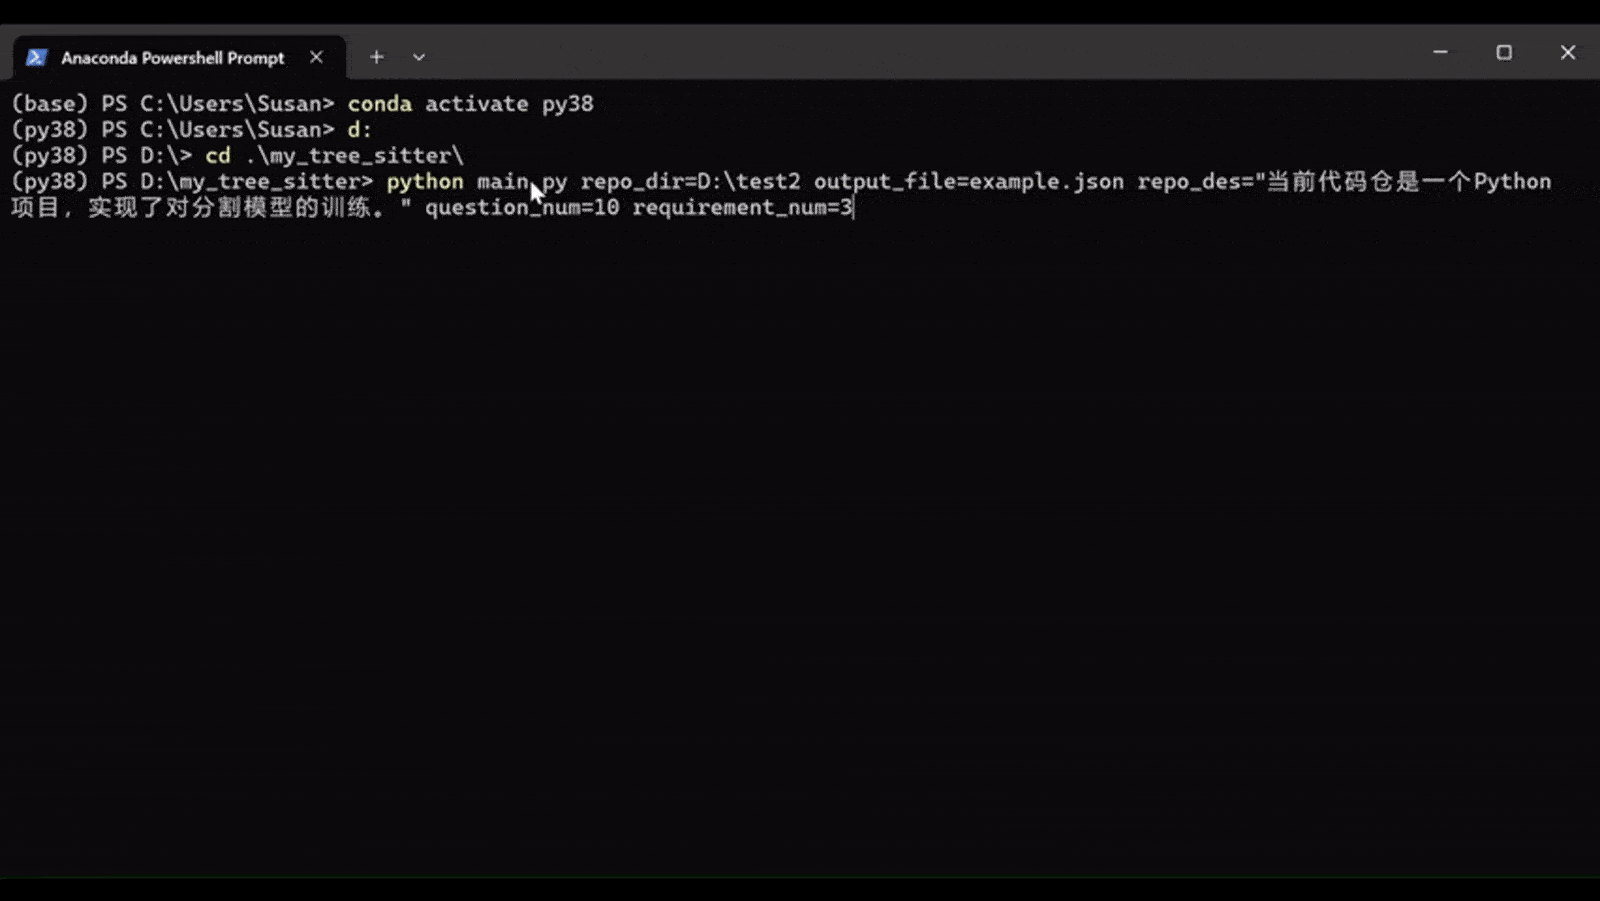 Anaconda Powershell Prompt
(base) PS C:\Users\Susan> conda activate py38
(py38) PS C:\Users\Susan> d:
(py38) PS D:\> cd .\my_tree_sitter\
(py38) PS D:\my_tree_sitter> python main.py repo_dir=D:\test2 output_file=example.json repo_des="当前代码仓是一个Python
项目，实现了对分割模型的训练。" question_num=10 requirement_num=3